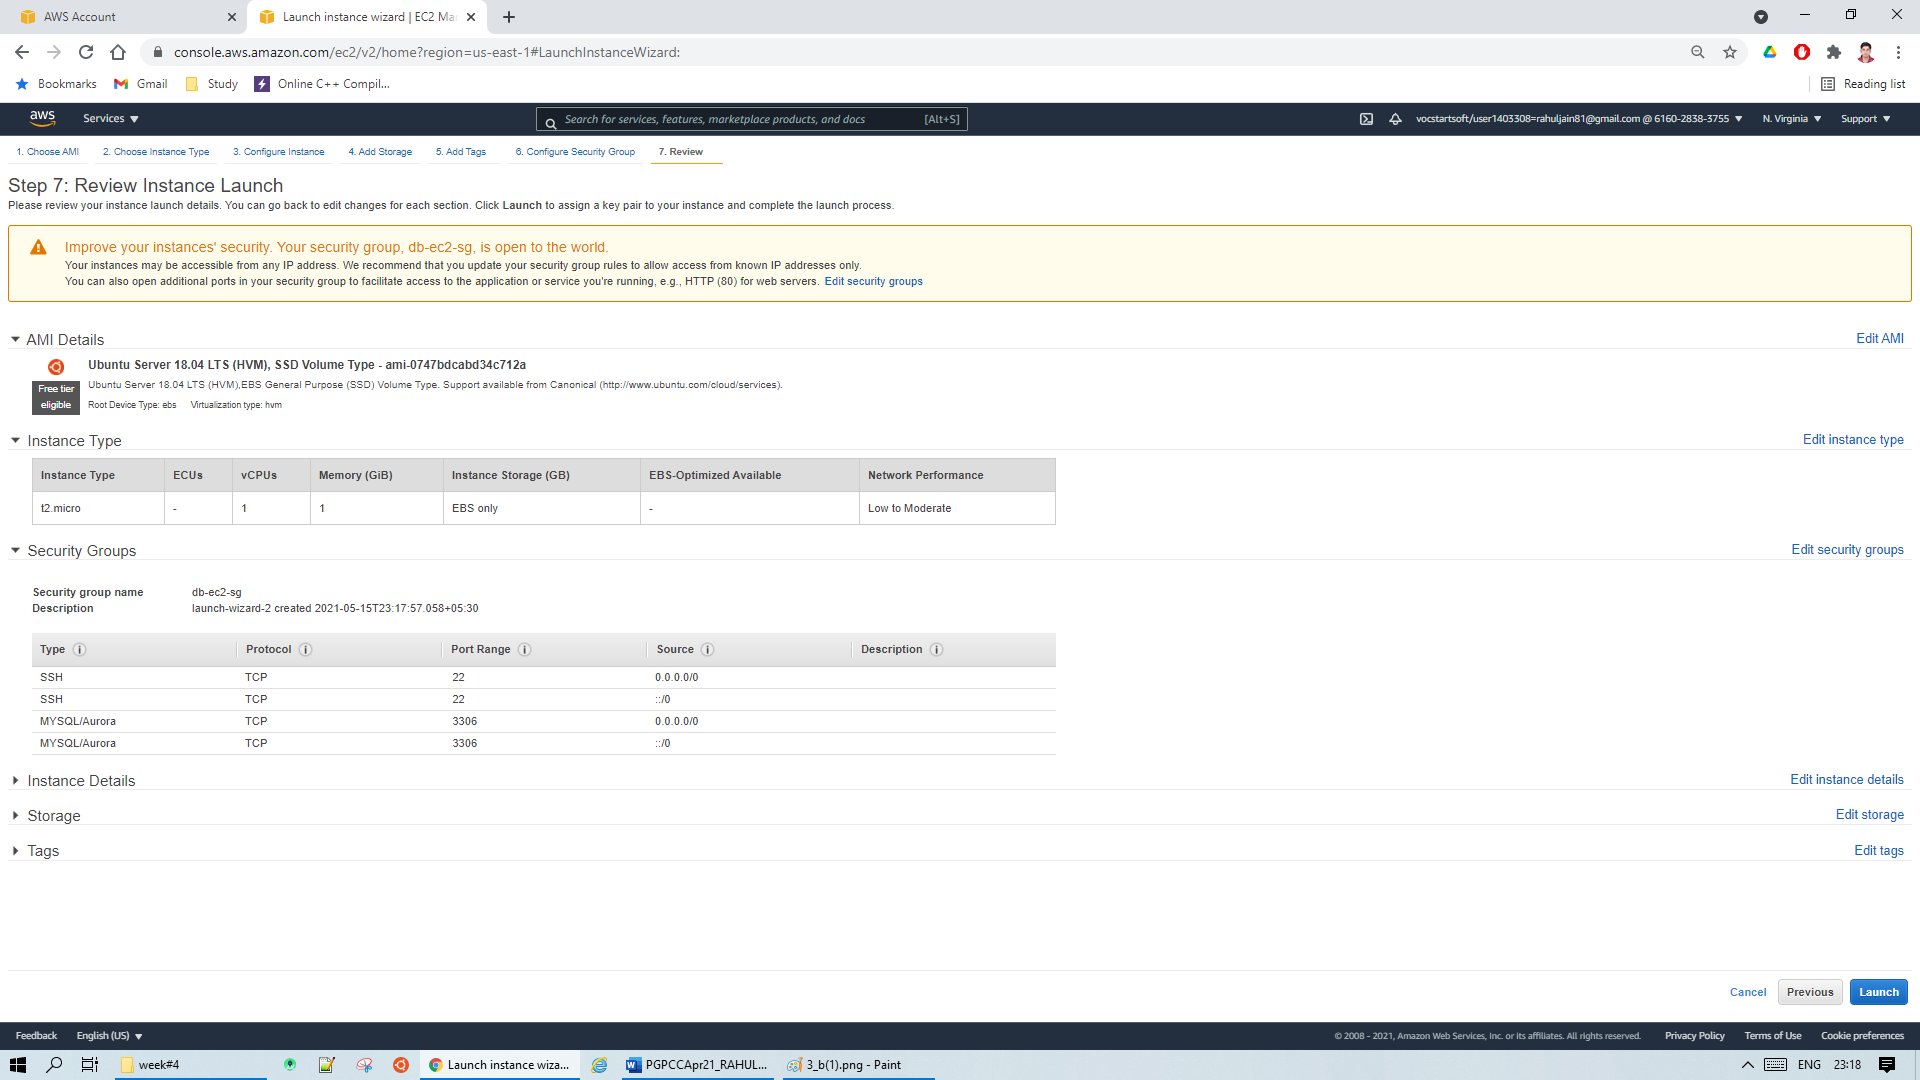 AWS Account
Launch instance wizard | EC2 Ma
console.aws.amazon.com/ec2/v2/home?region=us-east-1#LaunchInstanceWizard:
Bookmarks Gmail Study Online C++ Compil... Reading list
aws Services Search for services, features, marketplace products, and docs [Alt+S] vocstartsoft/user1403308=rahuljain81@gmail.com @ 6160-2838-3755 N. Virginia Support
1. Choose AMI 2. Choose Instance Type 3. Configure Instance 4. Add Storage 5. Add Tags 6. Configure Security Group 7. Review
Step 7: Review Instance Launch
Please review your instance launch details. You can go back to edit changes for each section. Click Launch to assign a key pair to your instance and complete the launch process.
Improve your instances' security. Your security group, db-ec2-sg, is open to the world.
Your instances may be accessible from any IP address. We recommend that you update your security group rules to allow access from known IP addresses only.
You can also open additional ports in your security group to facilitate access to the application or service you're running, e.g., HTTP (80) for web servers. Edit security groups
AMI Details Edit AMI
Ubuntu Server 18.04 LTS (HVM), SSD Volume Type - ami-0747bdcabd34c712a
Free tier eligible
Ubuntu Server 18.04 LTS (HVM),EBS General Purpose (SSD) Volume Type. Support available from Canonical (http://www.ubuntu.com/cloud/services).
Root Device Type: ebs Virtualization type: hvm
Instance Type Edit instance type
Instance Type ECUs vCPUs Memory (GiB) Instance Storage (GB) EBS-Optimized Available Network Performance
t2.micro - 1 1 EBS only - Low to Moderate
Security Groups Edit security groups
Security group name db-ec2-sg
Description launch-wizard-2 created 2021-05-15T23:17:57.058+05:30
Type Protocol Port Range Source Description
SSH TCP 22 0.0.0.0/0
SSH TCP 22 ::/0
MYSQL/Aurora TCP 3306 0.0.0.0/0
MYSQL/Aurora TCP 3306 ::/0
Instance Details Edit instance details
Storage Edit storage
Tags Edit tags
Cancel Previous Launch
Feedback English (US) © 2008 - 2021, Amazon Web Services, Inc. or its affiliates. All rights reserved. Privacy Policy Terms of Use Cookie preferences
week#4 Launch instance wiza... PGPCCApr21_RAHUL... 3_b(1).png - Paint ENG 23:18